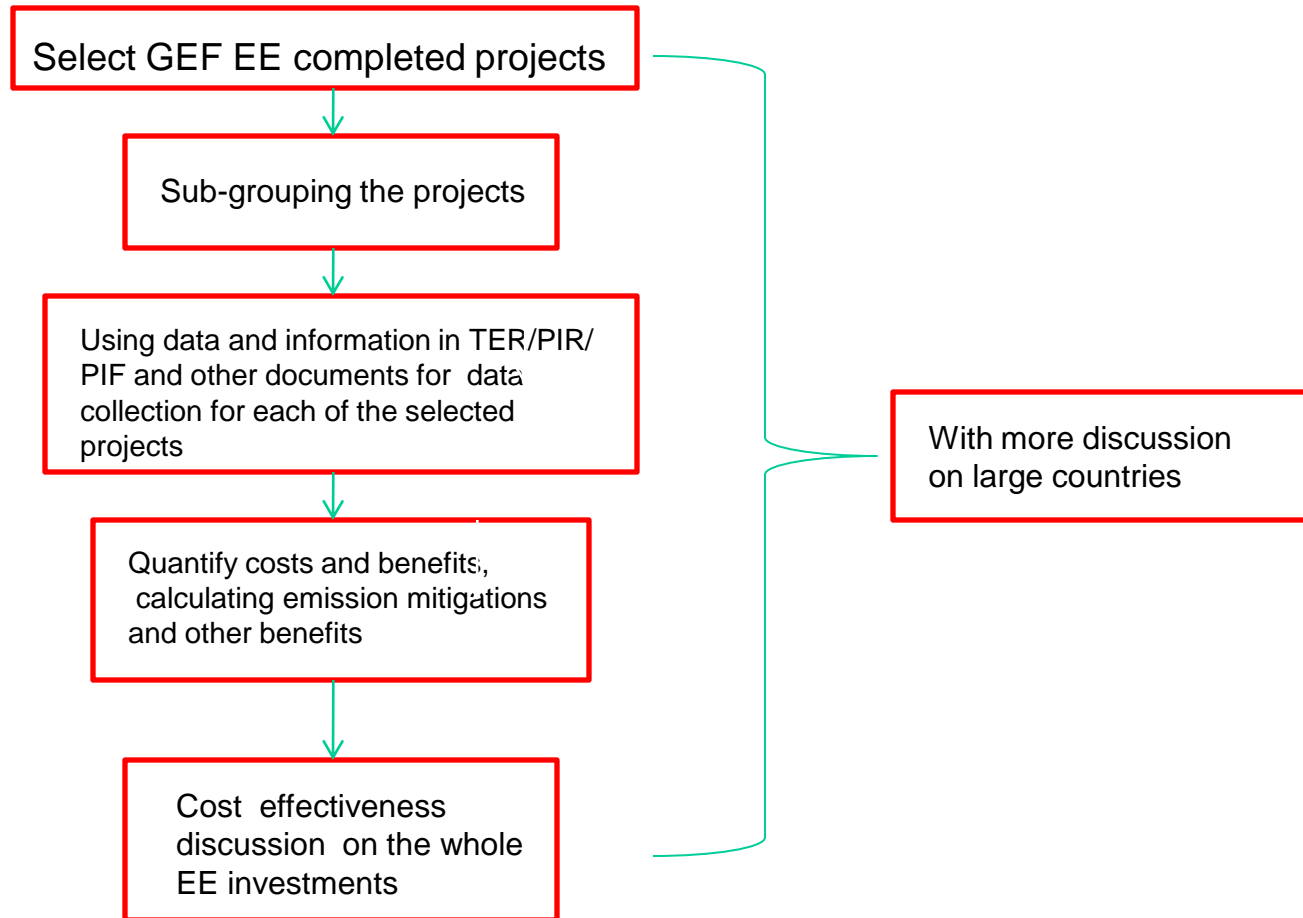 Select GEF EE completed projects
Sub-grouping the projects
Using data and information in TER/PIR/
PIF and other documents for data
collection for each of the selected
projects
Quantify costs and benefits,
calculating emission mitigations
and other benefits
Cost effectiveness
discussion on the whole
EE investments
With more discussion
on large countries